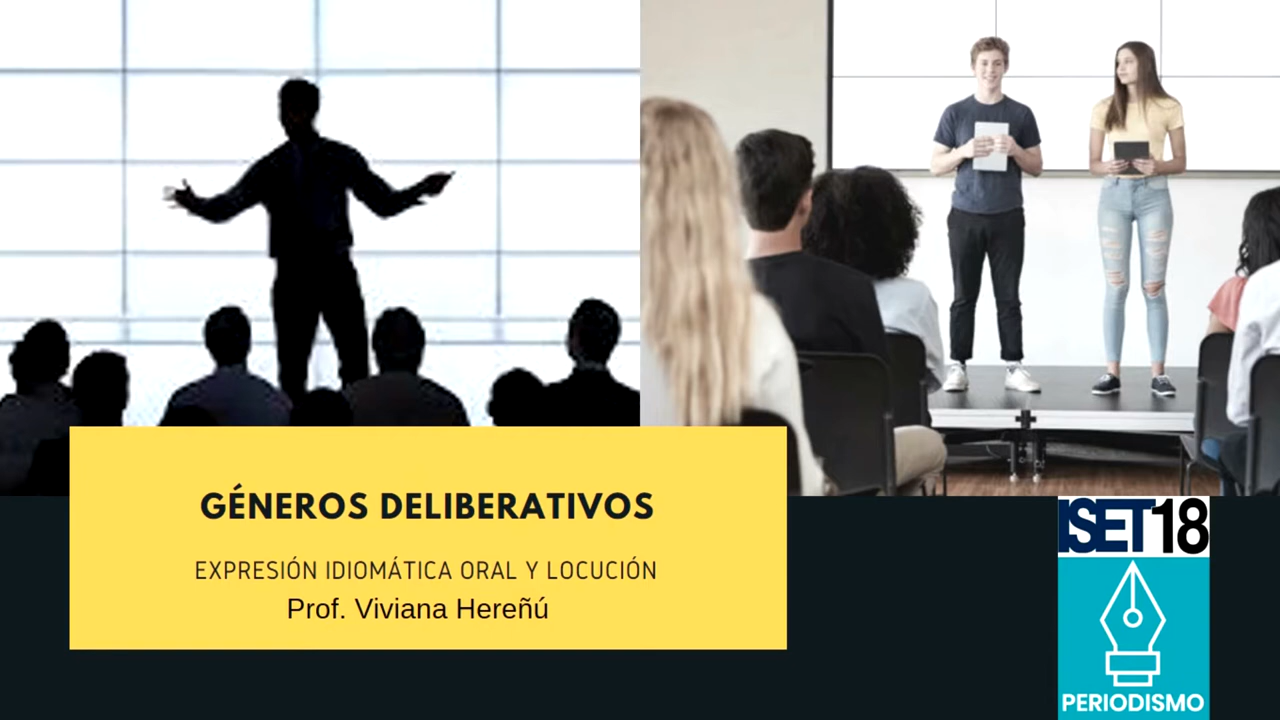 GÉNEROS DELIBERATIVOS
EXPRESIÓN IDIOMÁTICA ORAL Y LOCUCIÓN
Prof. Viviana Hereñú
ISET18
PERIODISMO